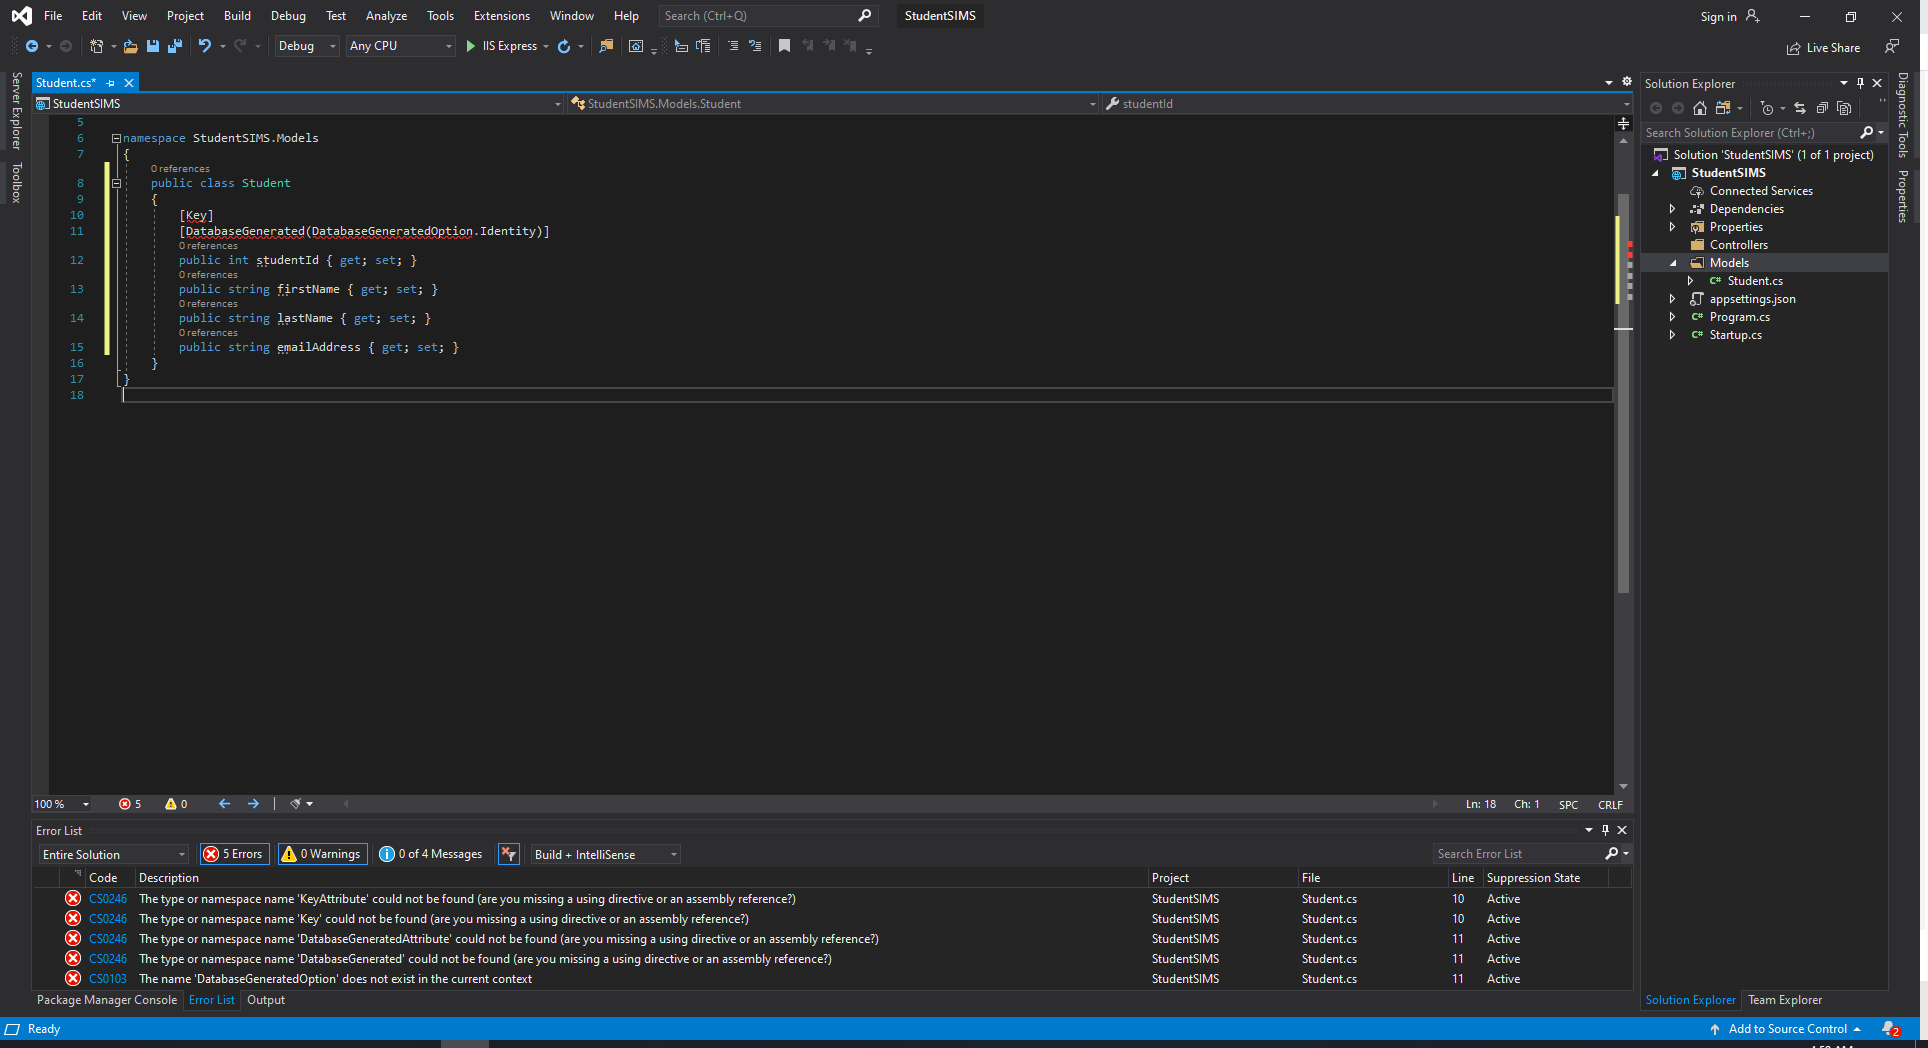 File Edit View Project Build Debug Test Analyze Tools Extensions Window Help Search (Ctrl+Q) StudentSIMS Sign in
Debug Any CPU IIS Express Live Share
Server Explorer
Toolbox
Student.cs*
StudentSIMS StudentSIMS.Models.Student studentId
5
6 namespace StudentSIMS.Models
7 {
0 references
8 public class Student
9 {
10 [Key]
11 [DatabaseGenerated(DatabaseGeneratedOption.Identity)]
0 references
12 public int studentId { get; set; }
0 references
13 public string firstName { get; set; }
0 references
14 public string lastName { get; set; }
0 references
15 public string emailAddress { get; set; }
16 }
17 }
18
100 % 5 0 Ln: 18 Ch: 1 SPC CRLF
Solution Explorer
Search Solution Explorer (Ctrl+;)
Solution 'StudentSIMS' (1 of 1 project)
StudentSIMS
Connected Services
Dependencies
Properties
Controllers
Models
C# Student.cs
appsettings.json
C# Program.cs
C# Startup.cs
Diagnostic Tools
Properties
Error List
Entire Solution 5 Errors 0 Warnings 0 of 4 Messages Build + IntelliSense Search Error List
Code Description Project File Line Suppression State
CS0246 The type or namespace name 'KeyAttribute' could not be found (are you missing a using directive or an assembly reference?) StudentSIMS Student.cs 10 Active
CS0246 The type or namespace name 'Key' could not be found (are you missing a using directive or an assembly reference?) StudentSIMS Student.cs 10 Active
CS0246 The type or namespace name 'DatabaseGeneratedAttribute' could not be found (are you missing a using directive or an assembly reference?) StudentSIMS Student.cs 11 Active
CS0246 The type or namespace name 'DatabaseGenerated' could not be found (are you missing a using directive or an assembly reference?) StudentSIMS Student.cs 11 Active
CS0103 The name 'DatabaseGeneratedOption' does not exist in the current context StudentSIMS Student.cs 11 Active
Package Manager Console Error List Output
Solution Explorer Team Explorer
Ready Add to Source Control 2